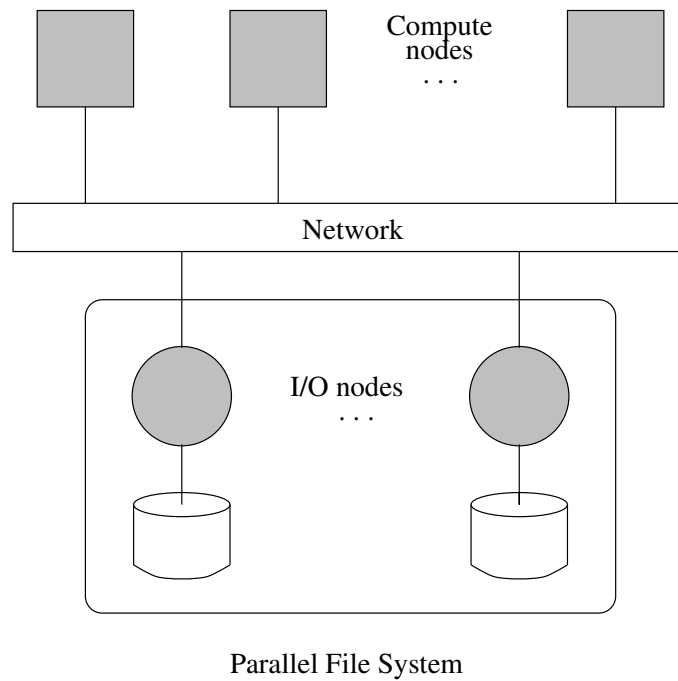 Compute
nodes
. . .
Network
I/O nodes
. . .
Parallel File System